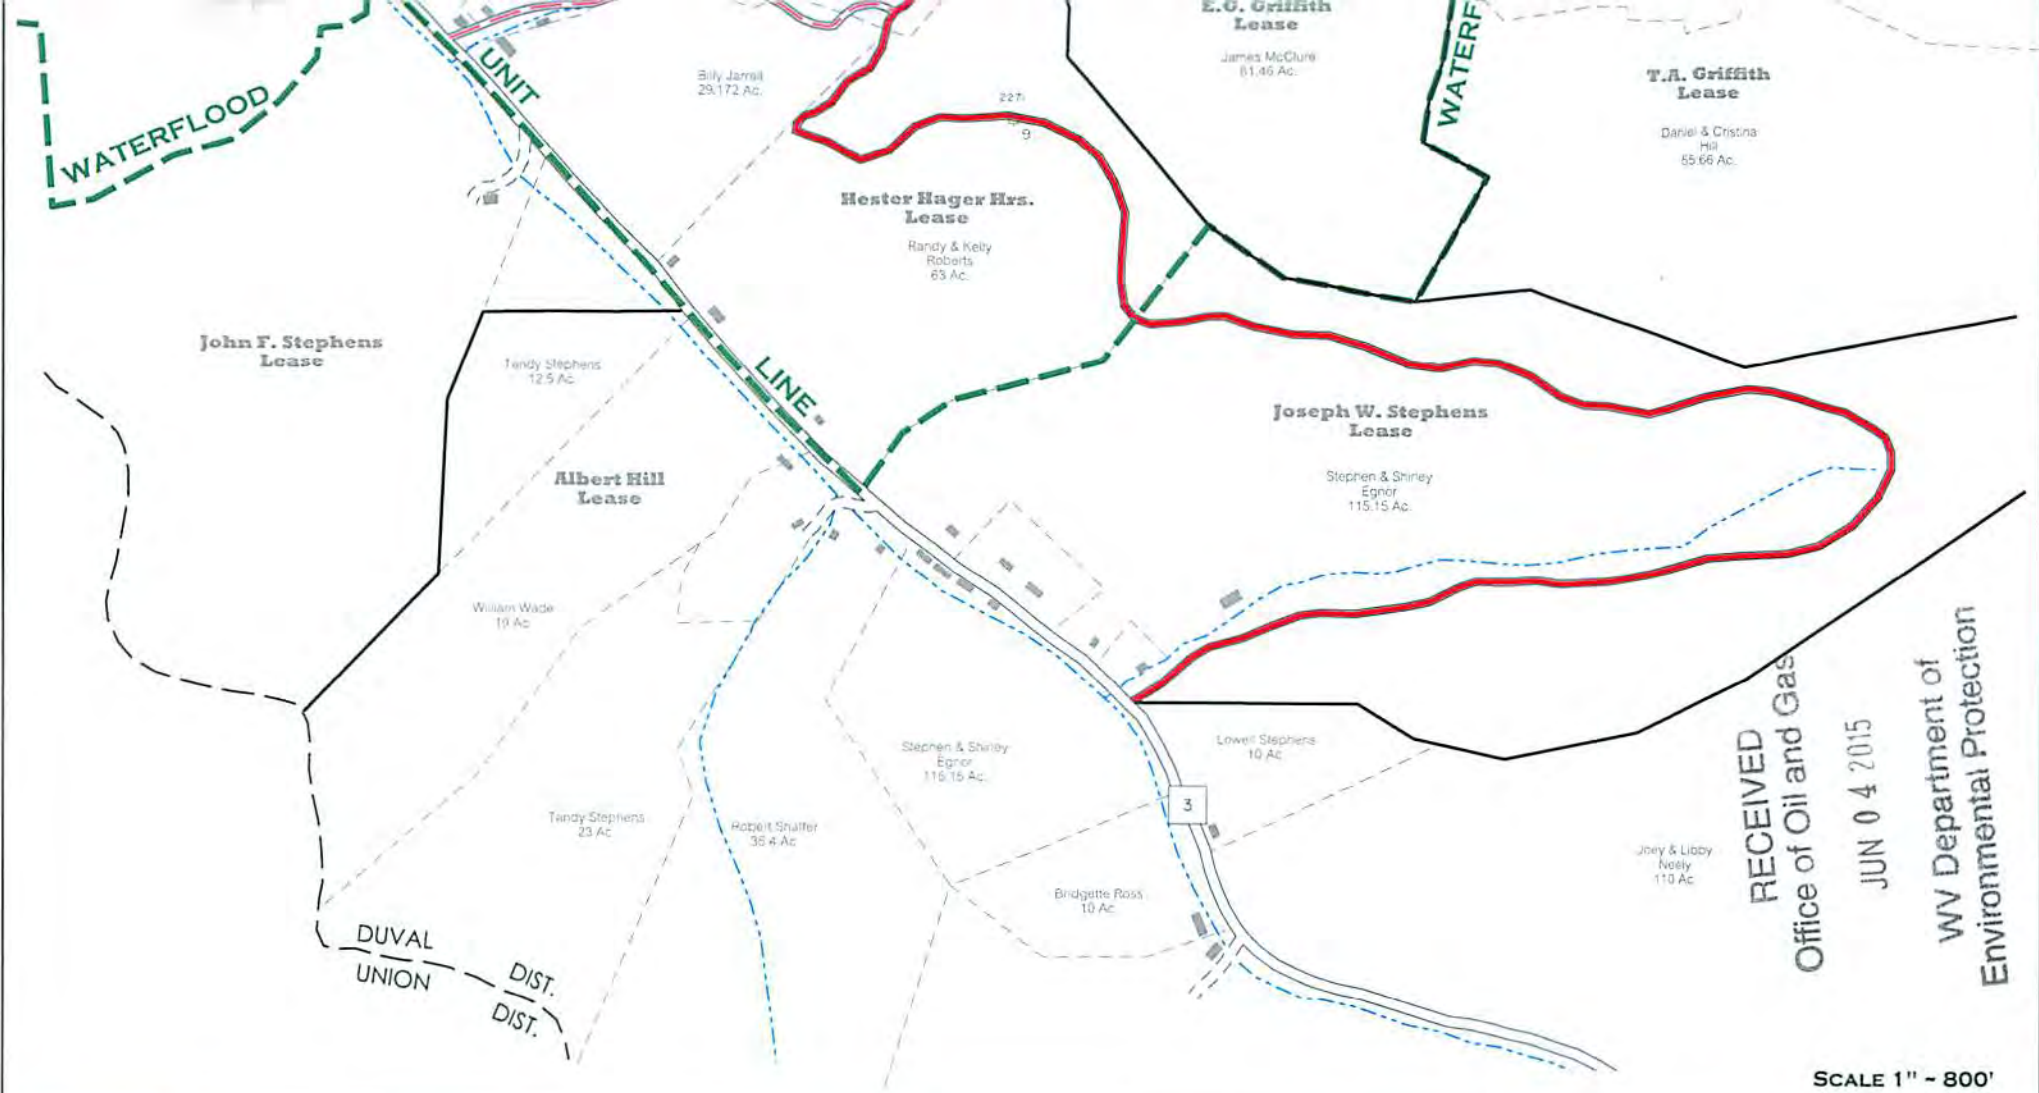 E.G. Griffith
Lease
James McClure
61.46 Ac.
WATERF
T.A. Griffith
Lease
Daniel & Cristina
Hill
55.66 Ac.
UNIT
Billy Jarrell
29.172 Ac.
WATERFLOOD
227
9
Hester Hager Hrs.
Lease
Randy & Kelly
Roberts
63 Ac.
John F. Stephens
Lease
Tandy Stephens
12.5 Ac.
LINE
Joseph W. Stephens
Lease
Stephen & Shirley
Egnor
115.15 Ac.
Albert Hill
Lease
William Wade
19 Ac
Stephen & Shirley
Egnor
115.15 Ac.
Lowell Stephens
10 Ac.
3
Tandy Stephens
23 Ac
Robert Shaffer
36.4 Ac
Bridgette Ross
10 Ac.
Joey & Libby
Neely
110 Ac
DUVAL
UNION
DIST.
DIST.
RECEIVED
Office of Oil and Gas
JUN 04 2015
WV Department of
Environmental Protection
SCALE 1" ~ 800'